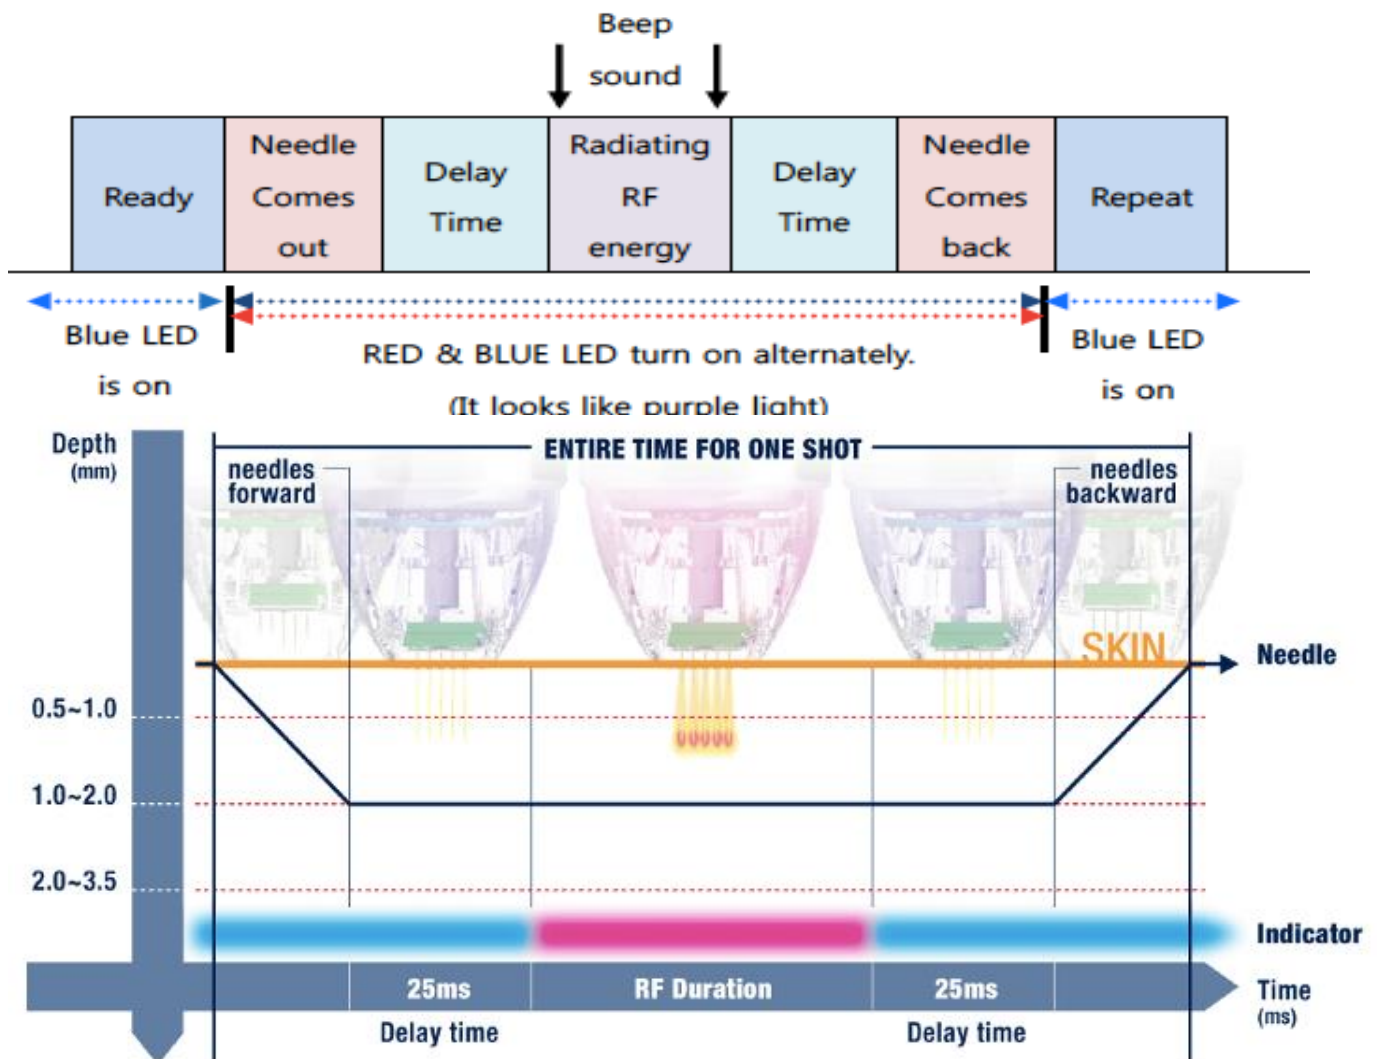 Beep
sound
Ready
Needle
Comes
out
Delay
Time
Radiating
RF
energy
Delay
Time
Needle
Comes
back
Repeat
Blue LED
is on
RED & BLUE LED turn on alternately.
(It looks like purple light)
Blue LED
is on
Depth
(mm)
ENTIRE TIME FOR ONE SHOT
needles
forward
needles
backward
SKIN
Needle
0.5~1.0
1.0~2.0
2.0~3.5
Indicator
25ms
RF Duration
25ms
Time
(ms)
Delay time
Delay time